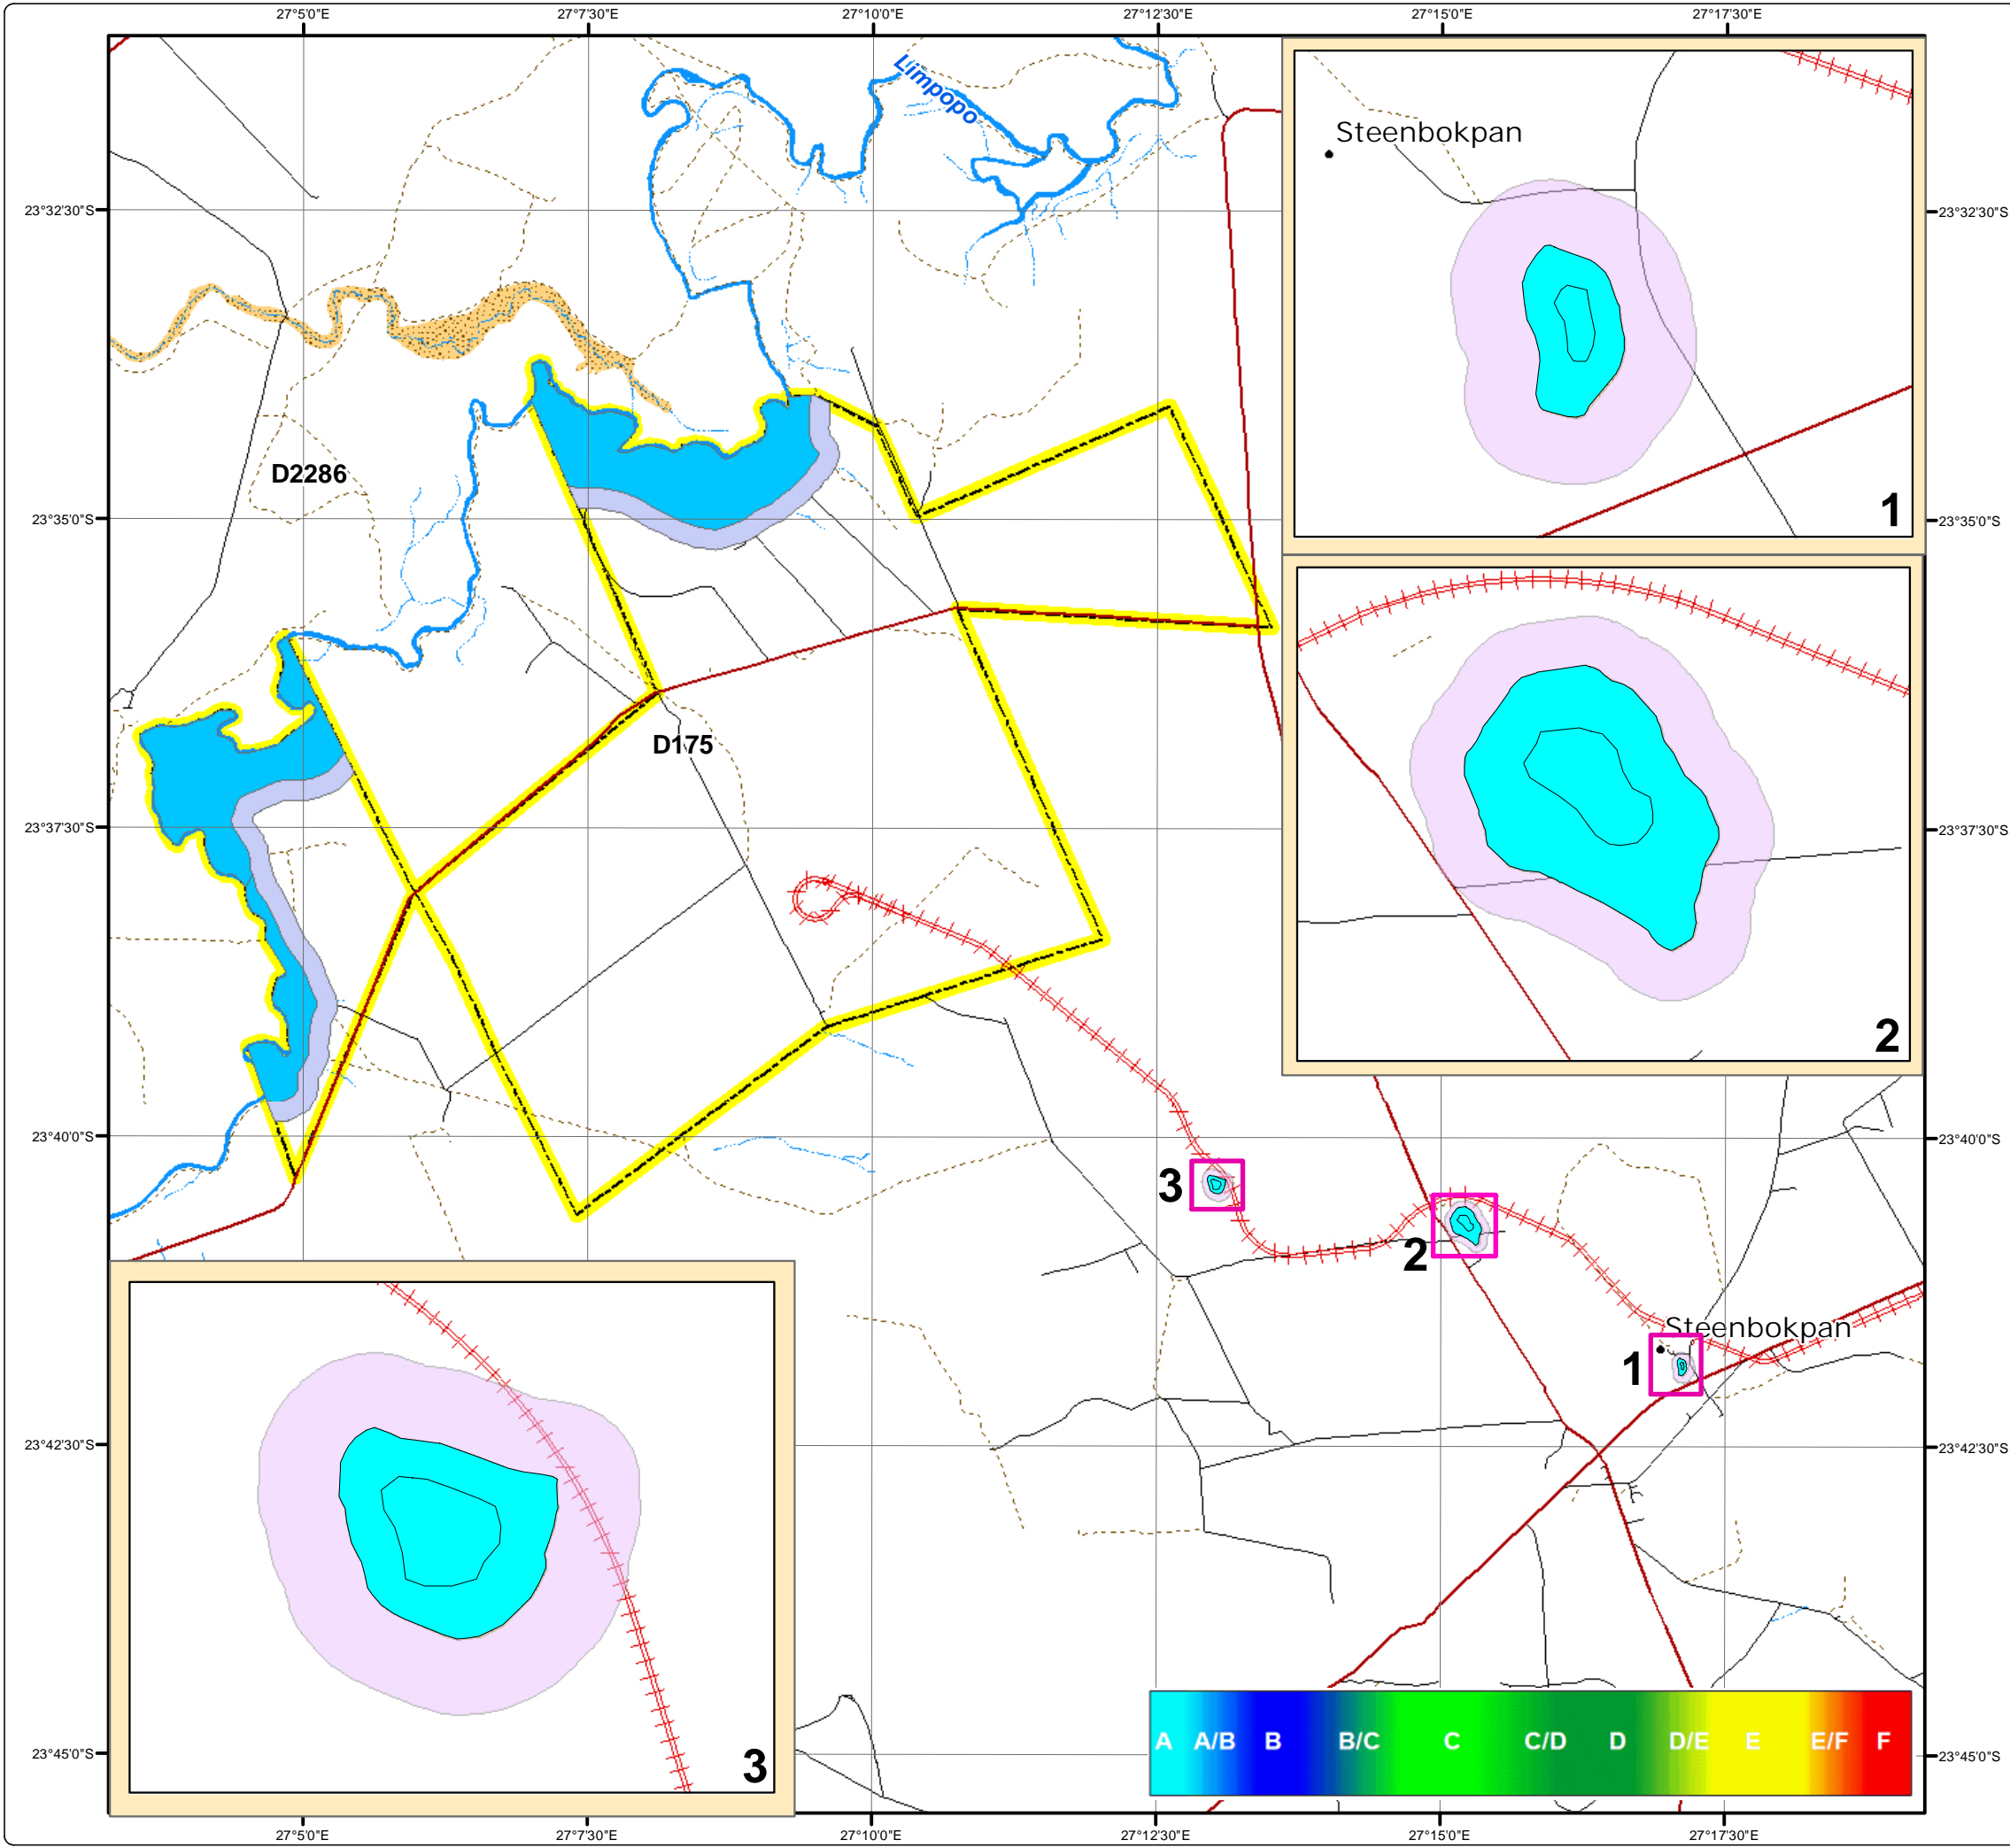 27°5'0"E 27°7'30"E 27°10'0"E 27°12'30"E 27°15'0"E 27°17'30"E
Limpopo
Steenbokpan
23°32'30"S 23°32'30"S
D2286
1
23°35'0"S 23°35'0"S
D175
23°37'30"S 23°37'30"S
2
23°40'0"S 23°40'0"S
3
2
Steenbokpan
1
23°42'30"S 23°42'30"S
A A/B B B/C C C/D D D/E E E/F F
3
23°45'0"S 23°45'0"S
27°5'0"E 27°7'30"E 27°10'0"E 27°12'30"E 27°15'0"E 27°17'30"E